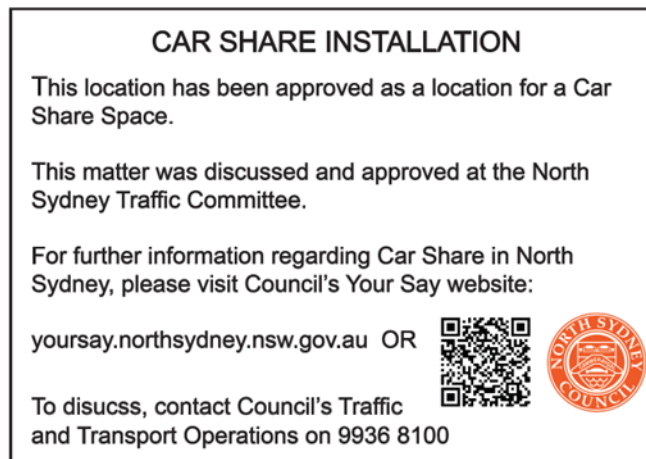 CAR SHARE INSTALLATION
This location has been approved as a location for a Car
Share Space.
This matter was discussed and approved at the North
Sydney Traffic Committee.
For further information regarding Car Share in North
Sydney, please visit Council's Your Say website:
yoursay.northsydney.nsw.gov.au OR
NORTH SYDNEY
COUNCIL
To disucss, contact Council's Traffic
and Transport Operations on 9936 8100